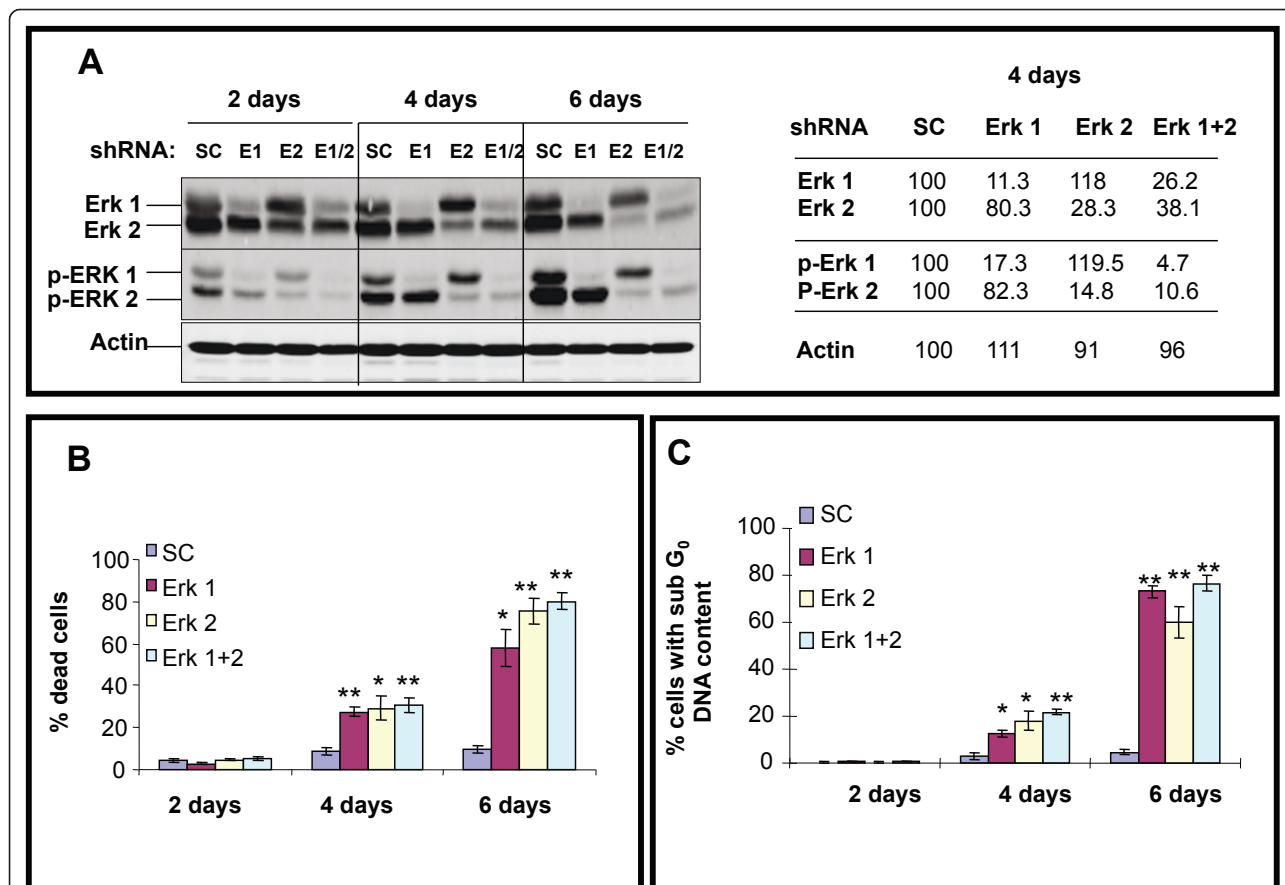 A
2 days 4 days 6 days
shRNA: SC E1 E2 E1/2 SC E1 E2 E1/2 SC E1 E2 E1/2
Erk 1
Erk 2
p-ERK 1
p-ERK 2
Actin
4 days
shRNA SC Erk 1 Erk 2 Erk 1+2
Erk 1 100 11.3 118 26.2
Erk 2 100 80.3 28.3 38.1
p-Erk 1 100 17.3 119.5 4.7
P-Erk 2 100 82.3 14.8 10.6
Actin 100 111 91 96
B
% dead cells
100
80
60
40
20
0
SC
Erk 1
Erk 2
Erk 1+2
** * **
* ** **
2 days 4 days 6 days
C
% cells with sub G₀
DNA content
100
80
60
40
20
0
SC
Erk 1
Erk 2
Erk 1+2
* * **
** ** **
2 days 4 days 6 days